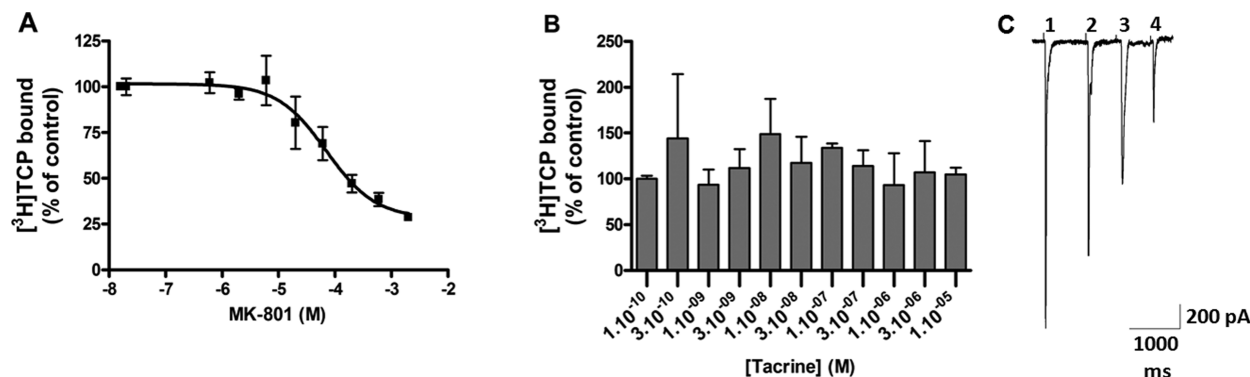 A
[³H]TCP bound
(% of control)
125
100
75
50
25
0
-8
-7
-6
-5
-4
-3
-2
MK-801 (M)
B
[³H]TCP bound
(% of control)
250
200
150
100
50
0
1.10⁻¹⁰
3.10⁻¹⁰
1.10⁻⁰⁹
3.10⁻⁰⁹
1.10⁻⁰⁸
3.10⁻⁰⁸
1.10⁻⁰⁷
3.10⁻⁰⁷
1.10⁻⁰⁶
3.10⁻⁰⁶
1.10⁻⁰⁵
[Tacrine] (M)
C
1 2 3 4
200 pA
1000
ms